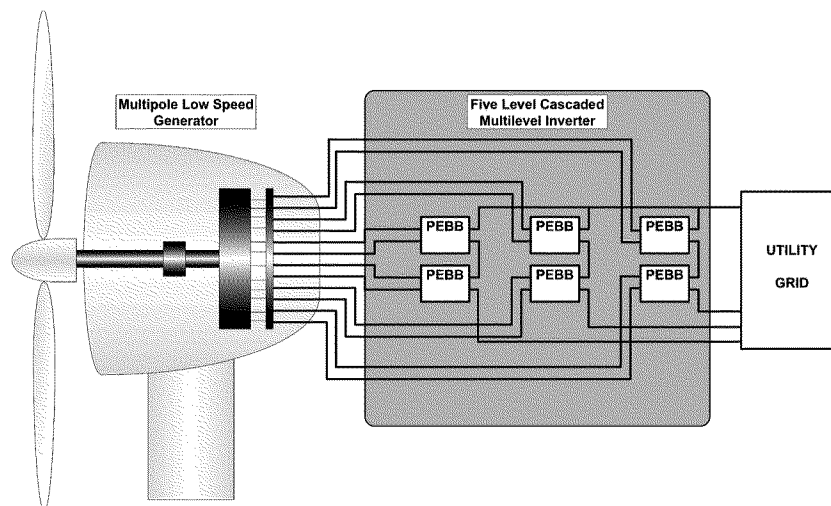 Multipole Low Speed
Generator
Five Level Cascaded
Multilevel Inverter
PEBB
PEBB
PEBB
PEBB
PEBB
PEBB
UTILITY
GRID